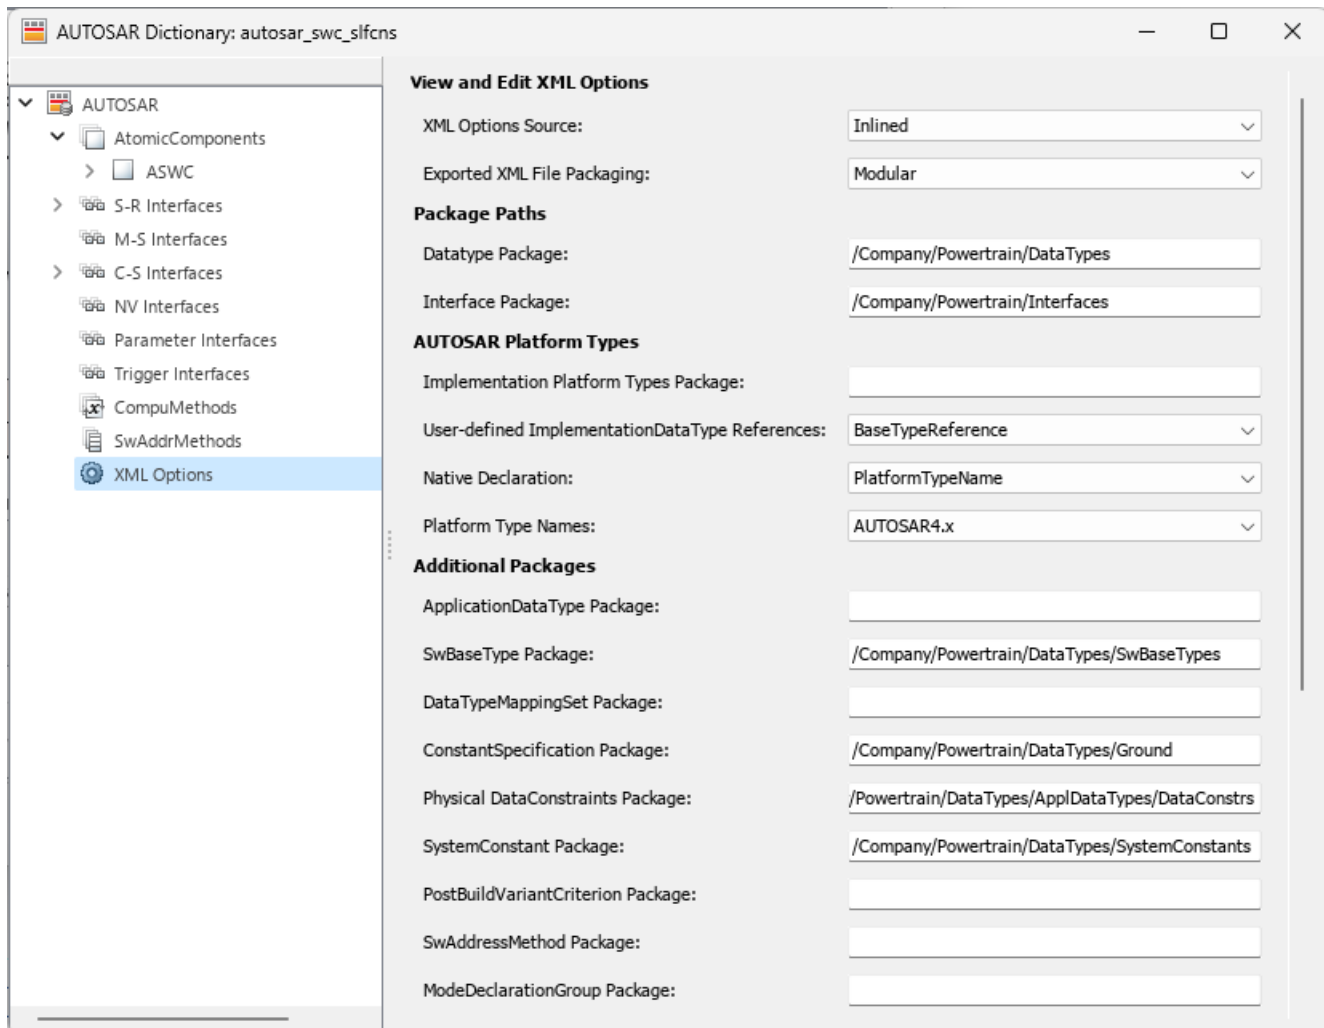 AUTOSAR Dictionary: autosar_swc_slfcns
AUTOSAR
AtomicComponents
ASWC
S-R Interfaces
M-S Interfaces
C-S Interfaces
NV Interfaces
Parameter Interfaces
Trigger Interfaces
CompuMethods
SwAddrMethods
XML Options
View and Edit XML Options
XML Options Source: Inlined
Exported XML File Packaging: Modular
Package Paths
Datatype Package: /Company/Powertrain/DataTypes
Interface Package: /Company/Powertrain/Interfaces
AUTOSAR Platform Types
Implementation Platform Types Package:
User-defined ImplementationDataType References: BaseTypeReference
Native Declaration: PlatformTypeName
Platform Type Names: AUTOSAR4.x
Additional Packages
ApplicationDataType Package:
SwBaseType Package: /Company/Powertrain/DataTypes/SwBaseTypes
DataTypeMappingSet Package:
ConstantSpecification Package: /Company/Powertrain/DataTypes/Ground
Physical DataConstraints Package: /Powertrain/DataTypes/ApplDataTypes/DataConstrs
SystemConstant Package: /Company/Powertrain/DataTypes/SystemConstants
PostBuildVariantCriterion Package:
SwAddressMethod Package:
ModeDeclarationGroup Package: